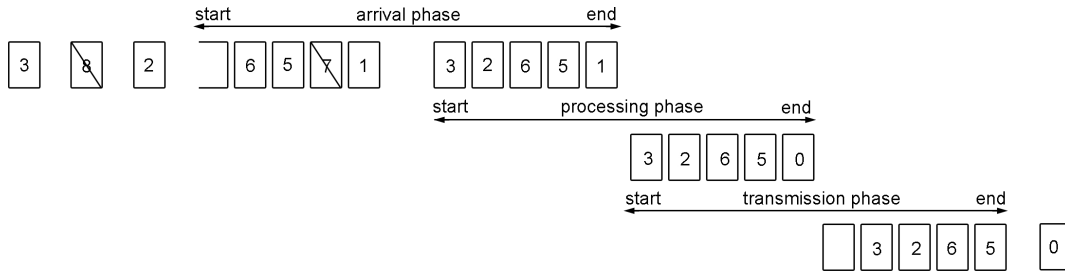 start arrival phase end
3 8 2 6 5 7 1 3 2 6 5 1
start processing phase end
3 2 6 5 0
start transmission phase end
3 2 6 5 0